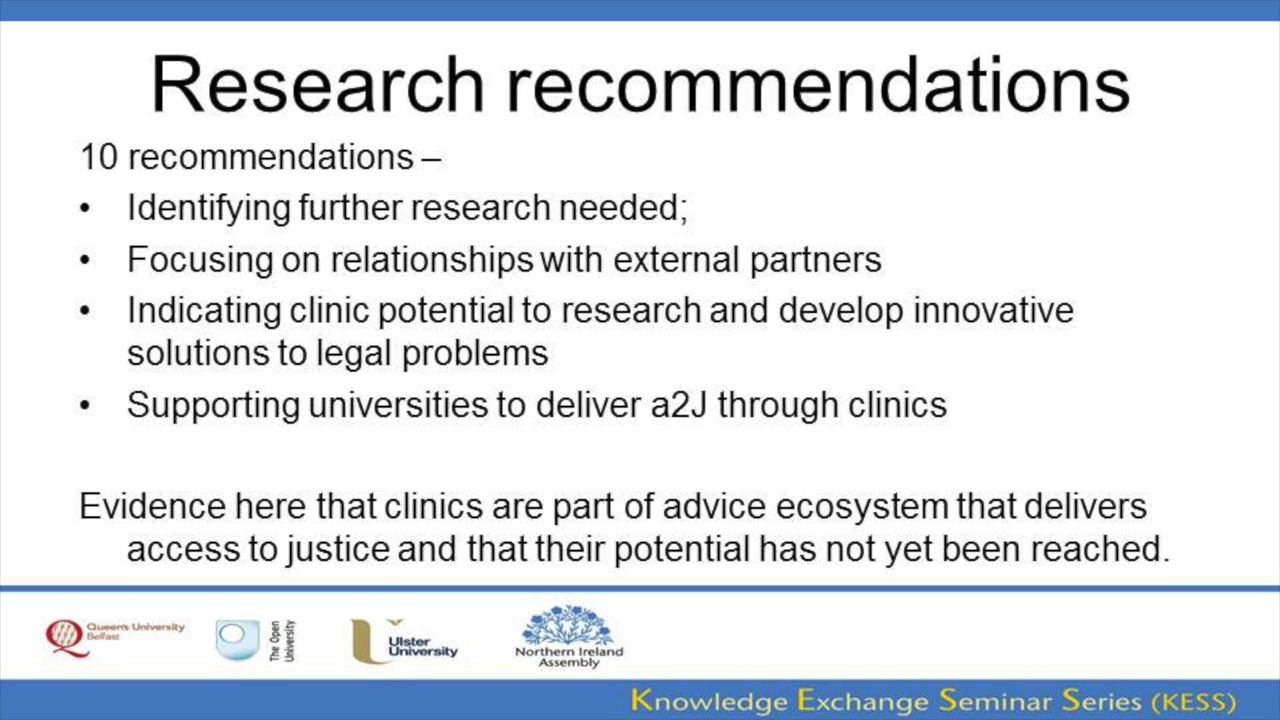 Research recommendations
10 recommendations –
• Identifying further research needed;
• Focusing on relationships with external partners
• Indicating clinic potential to research and develop innovative
solutions to legal problems
• Supporting universities to deliver a2J through clinics
Evidence here that clinics are part of advice ecosystem that delivers
access to justice and that their potential has not yet been reached.
Queen's University
Belfast
The Open
University
Ulster
University
Northern Ireland
Assembly
Knowledge Exchange Seminar Series (KESS)